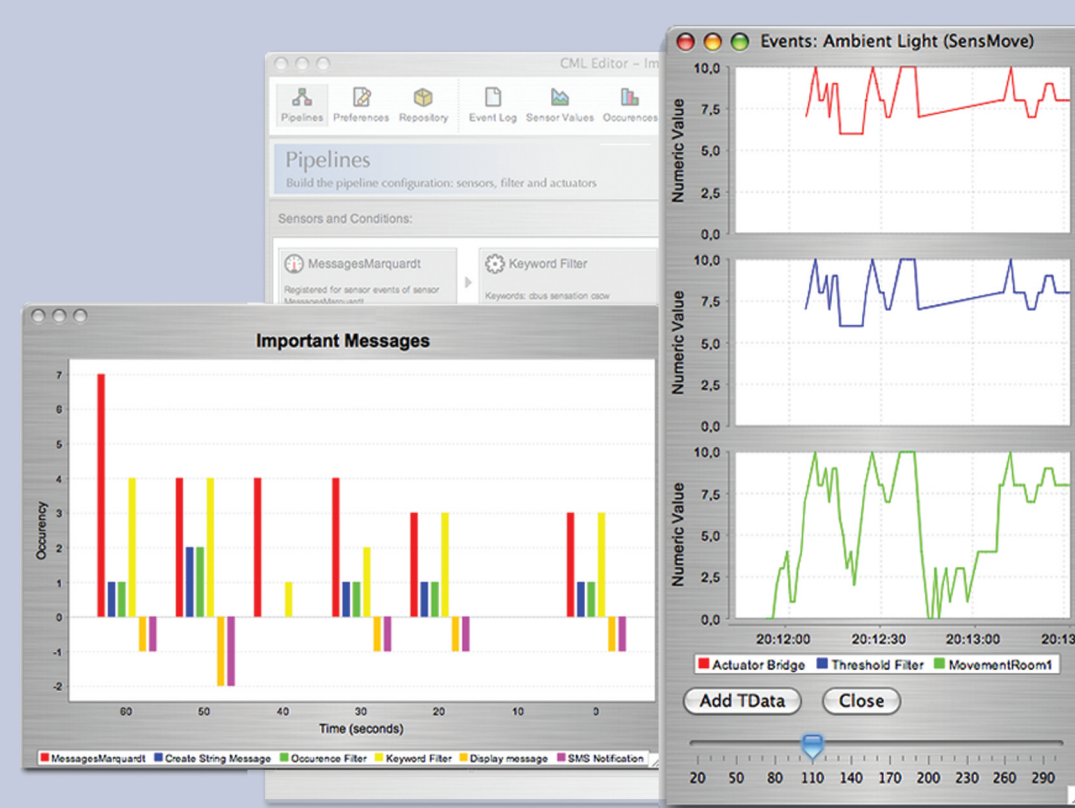 CML Editor – Im
Pipelines Preferences Repository Event Log Sensor Values Occurences
Pipelines
Build the pipeline configuration: sensors, filter and actuators
Sensors and Conditions:
MessagesMarquardt
Registered for sensor events of sensor
MessagesMarquardt
Keyword Filter
Keywords: cbus sensation cscw
Important Messages
7
6
5
4
3
2
1
0
-1
-2
Occurency
60 50 40 30 20 10 0
Time (seconds)
MessagesMarquardt Create String Message Occurence Filter Keyword Filter Display message SMS Notification
Events: Ambient Light (SensMove)
10,0
7,5
5,0
2,5
0,0
Numeric Value
10,0
7,5
5,0
2,5
0,0
Numeric Value
10,0
7,5
5,0
2,5
0,0
Numeric Value
20:12:00 20:12:30 20:13:00 20:13
Actuator Bridge Threshold Filter MovementRoom1
Add TData Close
20 50 80 110 140 170 200 230 260 290